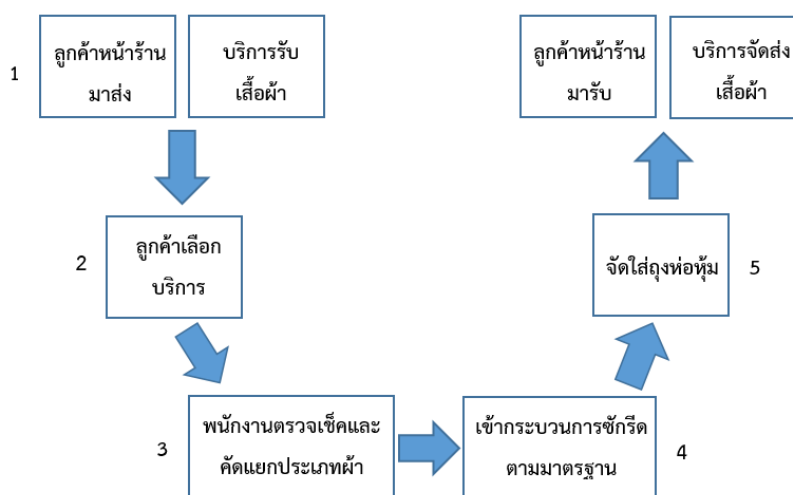 1
ลูกค้าหน้าร้าน
มาส่ง
บริการรับ
เสื้อผ้า
2
ลูกค้าเลือก
บริการ
3
พนักงานตรวจเช็คและ
คัดแยกประเภทผ้า
เข้ากระบวนการซักรีด
ตามมาตรฐาน
4
จัดใส่ถุงห่อหุ้ม
5
ลูกค้าหน้าร้าน
มารับ
บริการจัดส่ง
เสื้อผ้า